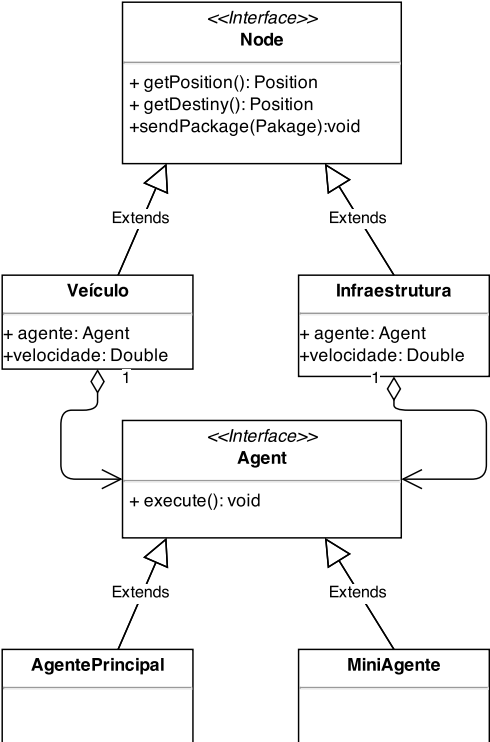 <<Interface>>
Node
+ getPosition(): Position
+ getDestiny(): Position
+sendPackage(Pakage):void
Extends
Extends
Veículo
+ agente: Agent
+velocidade: Double
1
Infraestrutura
+ agente: Agent
+velocidade: Double
1
<<Interface>>
Agent
+ execute(): void
Extends
Extends
AgentePrincipal
MiniAgente